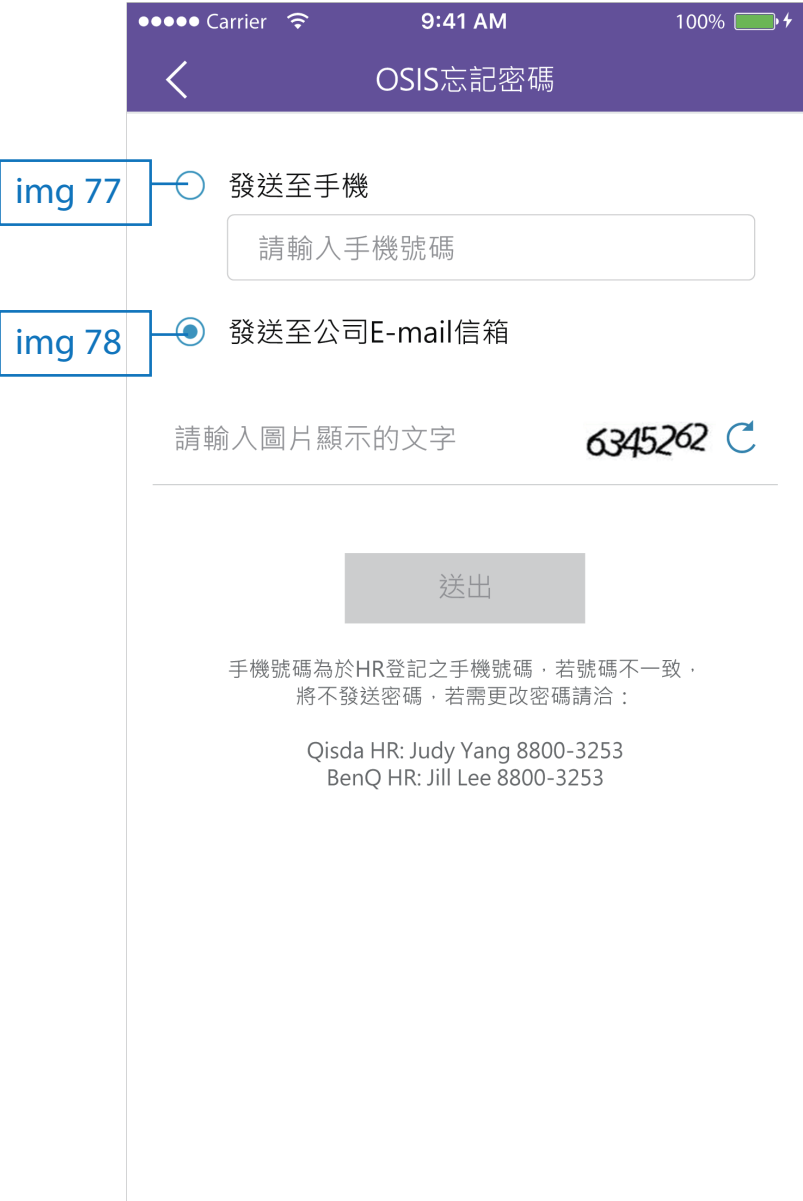 Carrier 9:41 AM 100%
OSIS忘記密碼
img 77
發送至手機
請輸入手機號碼
img 78
發送至公司E-mail信箱
請輸入圖片顯示的文字 6345262
送出
手機號碼為於HR登記之手機號碼，若號碼不一致，
將不發送密碼，若需更改密碼請洽：
Qisda HR: Judy Yang 8800-3253
BenQ HR: Jill Lee 8800-3253